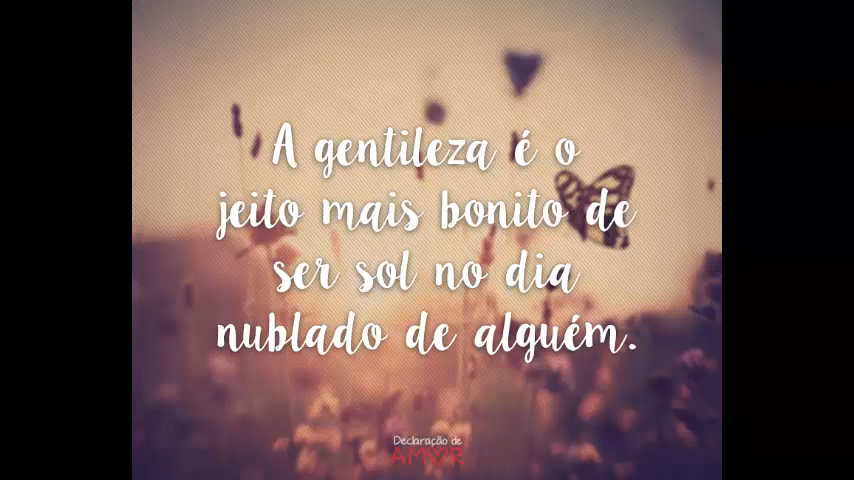 A gentileza é o
jeito mais bonito de
ser sol no dia
nublado de alguém.
Declaração de
AMOR